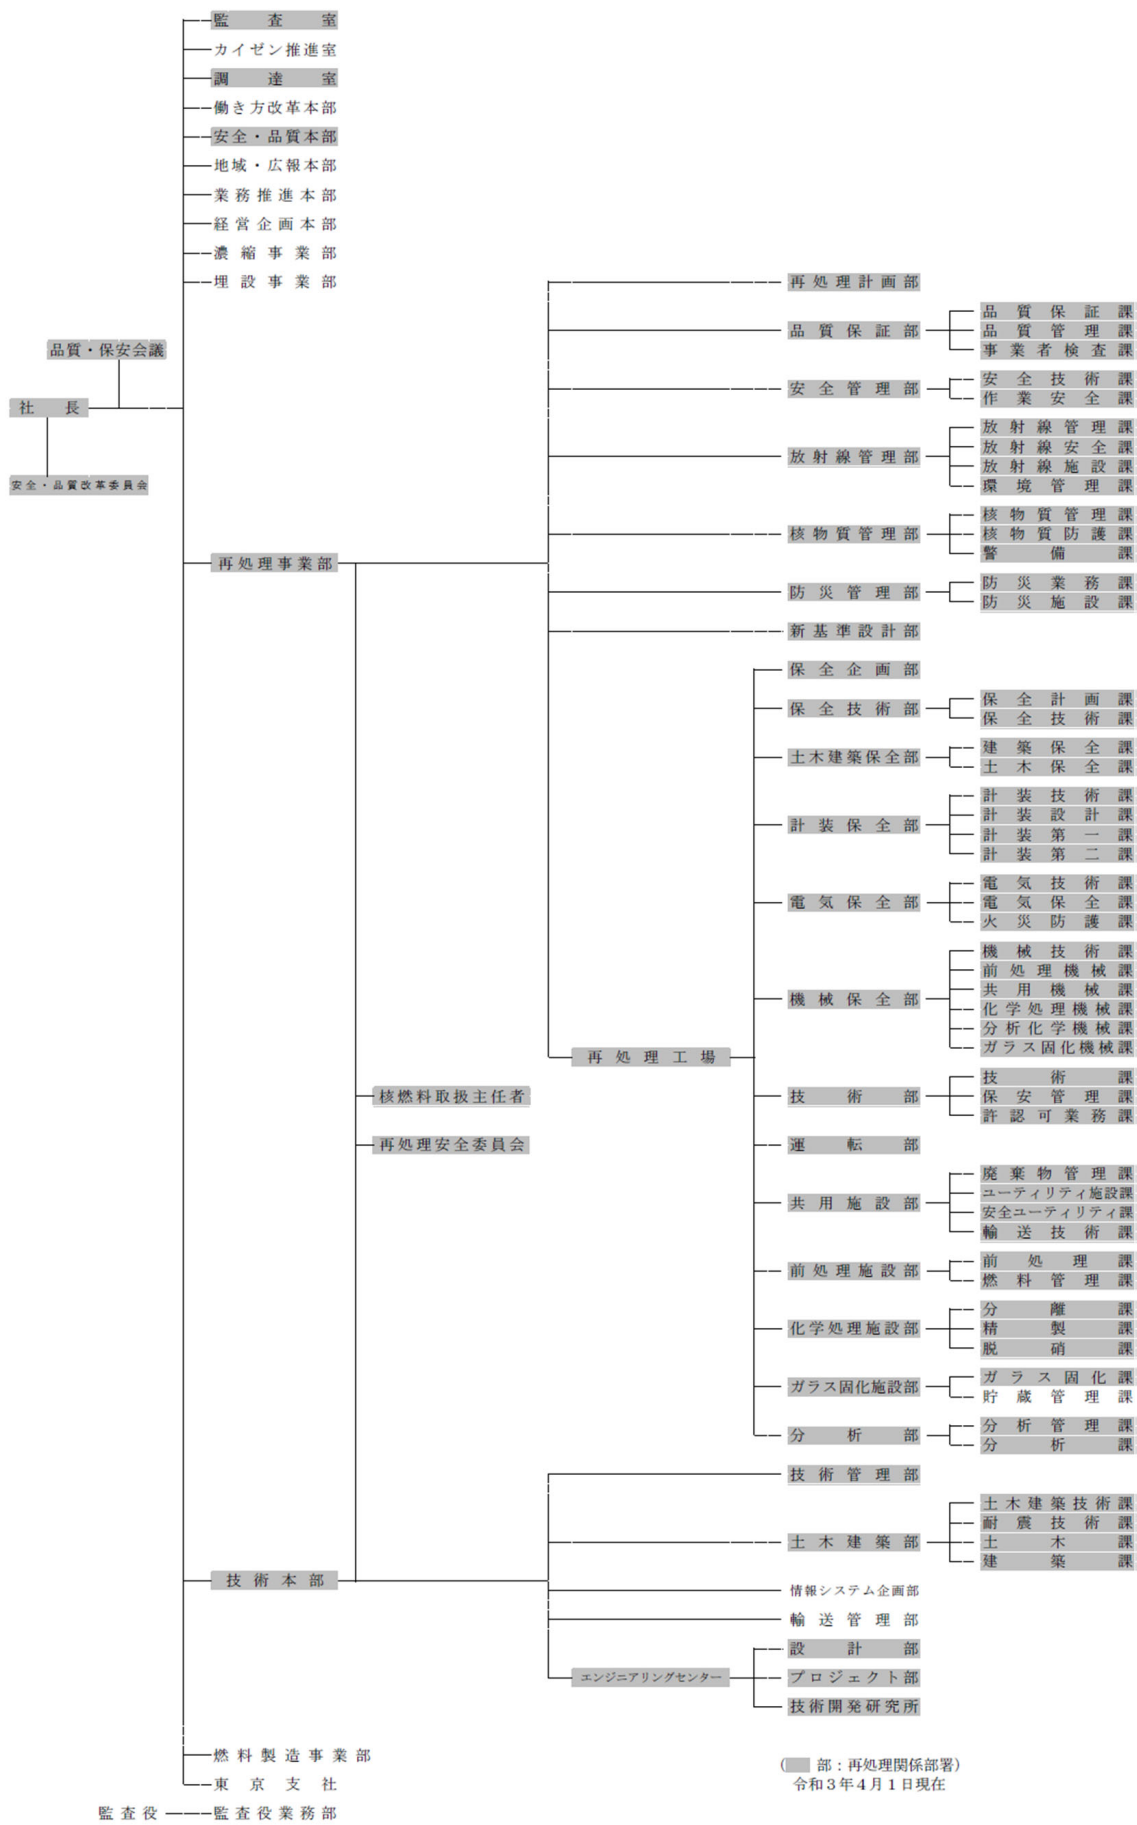 監査室
カイゼン推進室
調達室
働き方改革本部
安全・品質本部
地域・広報本部
業務推進本部
経営企画本部
濃縮事業部
埋設事業部
品質・保安会議
社長
安全・品質改革委員会
再処理事業部
再処理計画部
品質保証部
品質保証課
品質管理課
事業者検査課
安全管理部
安全技術課
作業安全課
放射線管理部
放射線管理課
放射線安全課
放射線施設課
環境管理課
核物質管理部
核物質管理課
核物質防護課
警備課
防災管理部
防災業務課
防災施設課
新基準設計部
再処理工場
保全企画部
保全技術部
保全計画課
保全技術課
土木建築保全部
建築保全課
土木保全課
計装保全部
計装技術課
計装設計課
計装第一課
計装第二課
電気保全部
電気技術課
電気保全課
火災防護課
機械保全部
機械技術課
前処理機械課
共用機械課
化学処理機械課
分析化学機械課
ガラス固化機械課
技術部
技術課
保安管理課
許認可業務課
運転部
共用施設部
廃棄物管理課
ユーティリティ施設課
安全ユーティリティ課
輸送技術課
前処理施設部
前処理課
燃料管理課
化学処理施設部
分離課
精製課
脱硝課
ガラス固化施設部
ガラス固化課
貯蔵管理課
分析部
分析管理課
分析課
核燃料取扱主任者
再処理安全委員会
技術本部
技術管理部
土木建築部
土木建築技術課
耐震技術課
土木課
建築課
情報システム企画部
輸送管理部
エンジニアリングセンター
設計部
プロジェクト部
技術開発研究所
燃料製造事業部
東京支社
監査役
監査役業務部
( 部：再処理関係部署)
令和3年4月1日現在